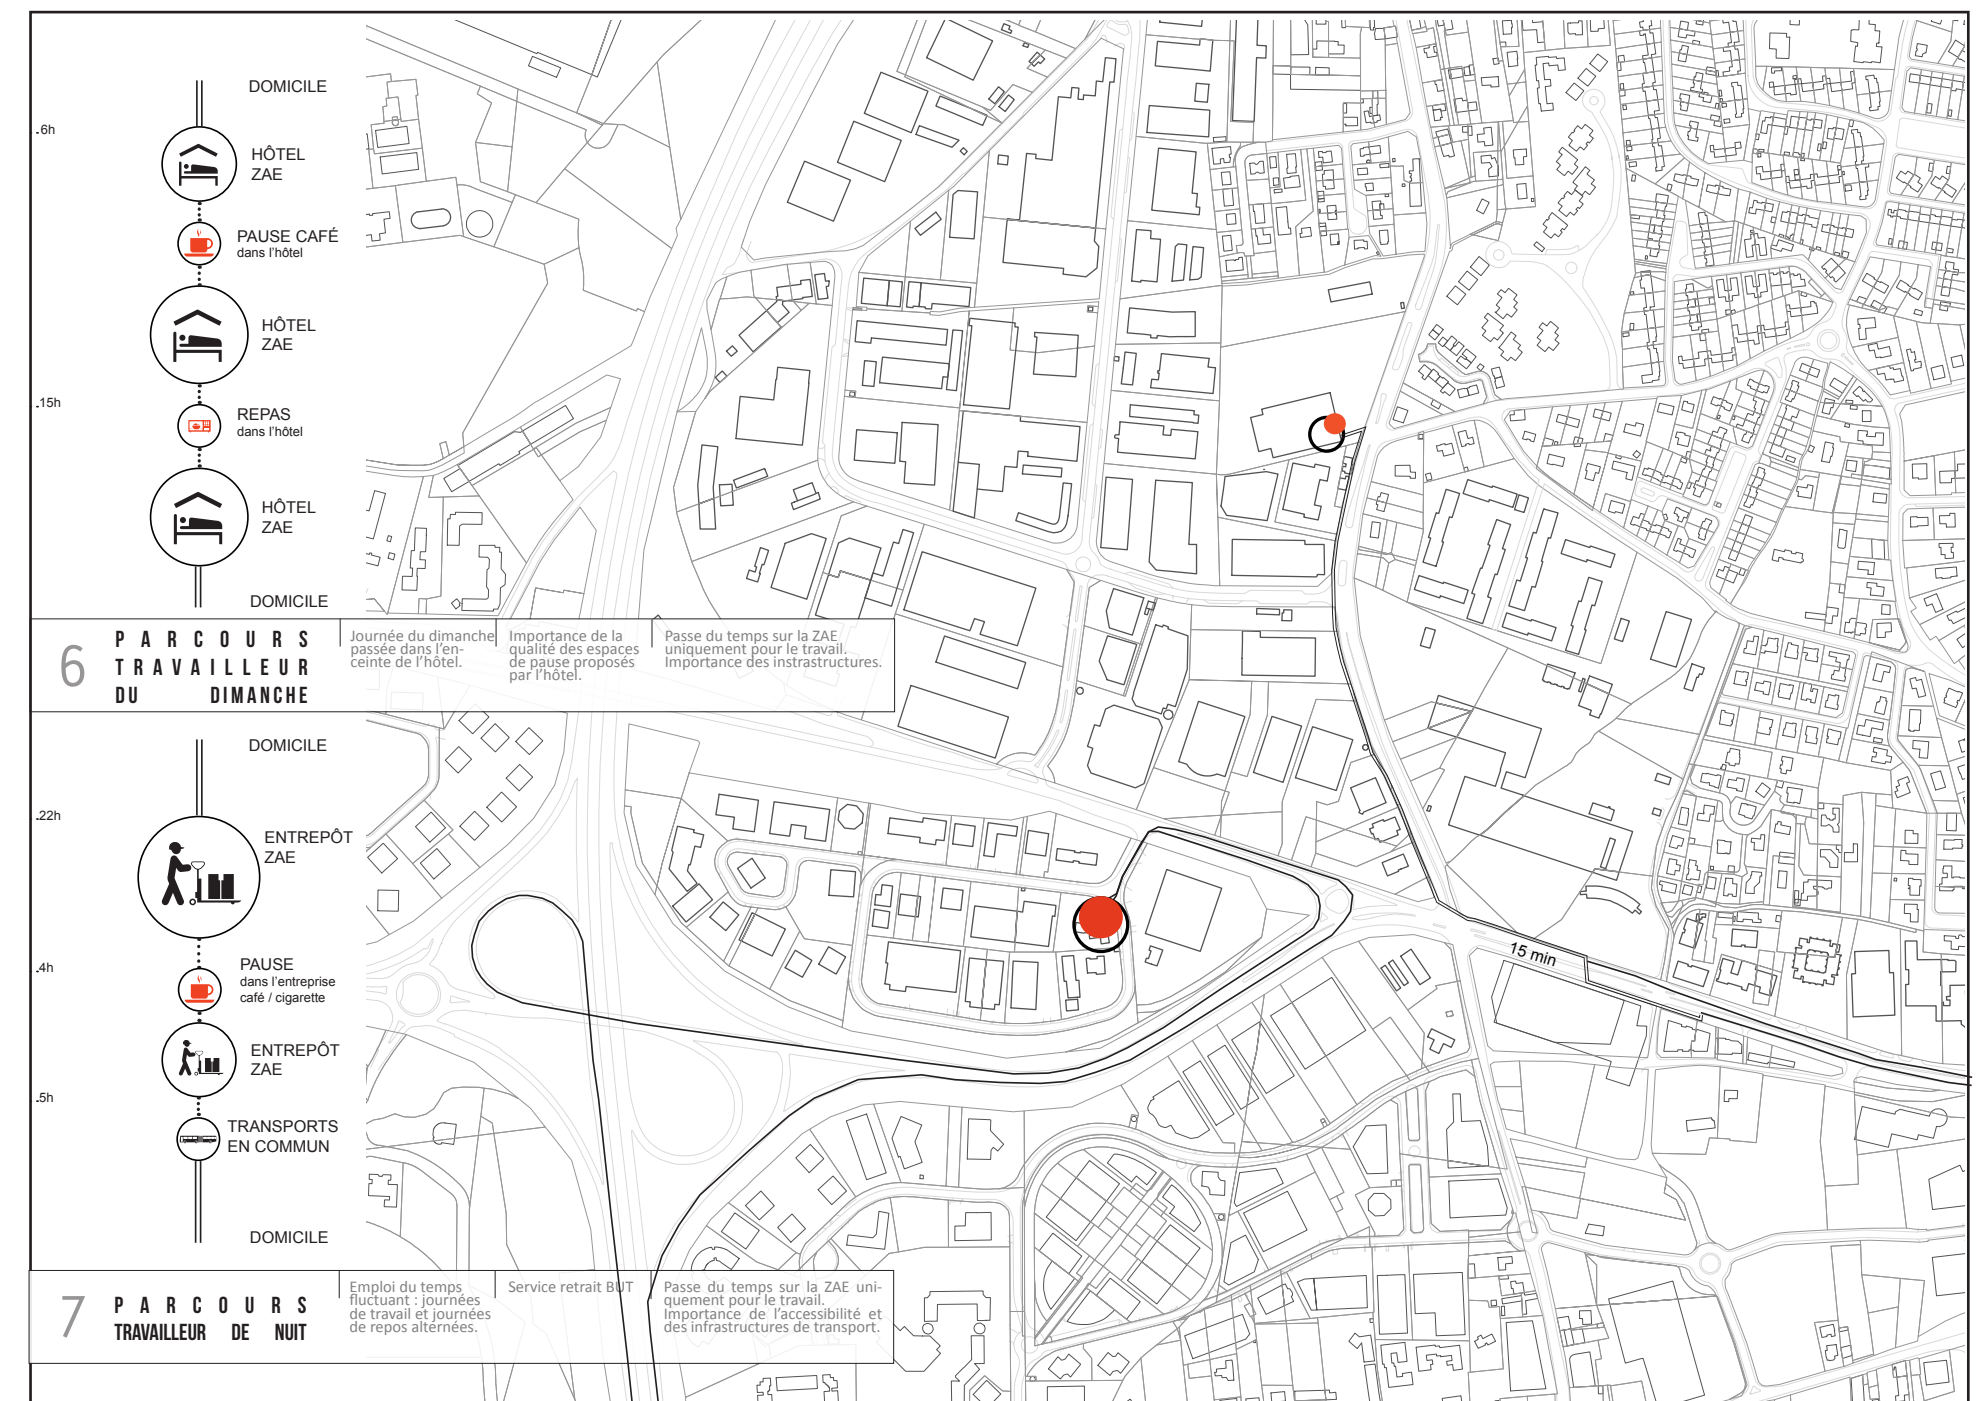 DOMICILE
.6h
HÔTEL
ZAE
PAUSE CAFÉ
dans l'hôtel
HÔTEL
ZAE
.15h
REPAS
dans l'hôtel
HÔTEL
ZAE
DOMICILE
6
PARCOURS
TRAVAILLEUR
DU DIMANCHE
Journée du dimanche
passée dans l'en-
ceinte de l'hôtel.
Importance de la
qualité des espaces
de pause proposés
par l'hôtel.
Passe du temps sur la ZAE
uniquement pour le travail.
Importance des instrastructures.
DOMICILE
.22h
ENTREPÔT
ZAE
.4h
PAUSE
dans l'entreprise
café / cigarette
ENTREPÔT
ZAE
.5h
TRANSPORTS
EN COMMUN
DOMICILE
7
PARCOURS
TRAVAILLEUR DE NUIT
Emploi du temps
fluctuant : journées
de travail et journées
de repos alternées.
Service retrait BUT
Passe du temps sur la ZAE uni-
quement pour le travail.
Importance de l'accessibilité et
des infrastructures de transport.
15 min